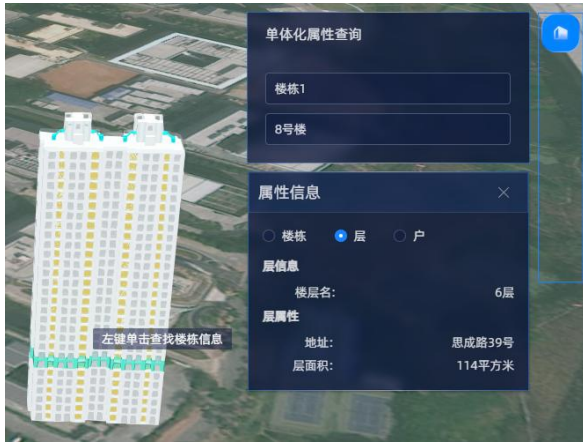 单体化属性查询
楼栋1
8号楼
属性信息
楼栋 层 户
层信息
楼层名: 6层
层属性
地址: 思成路39号
层面积: 114平方米
左键单击查找楼栋信息